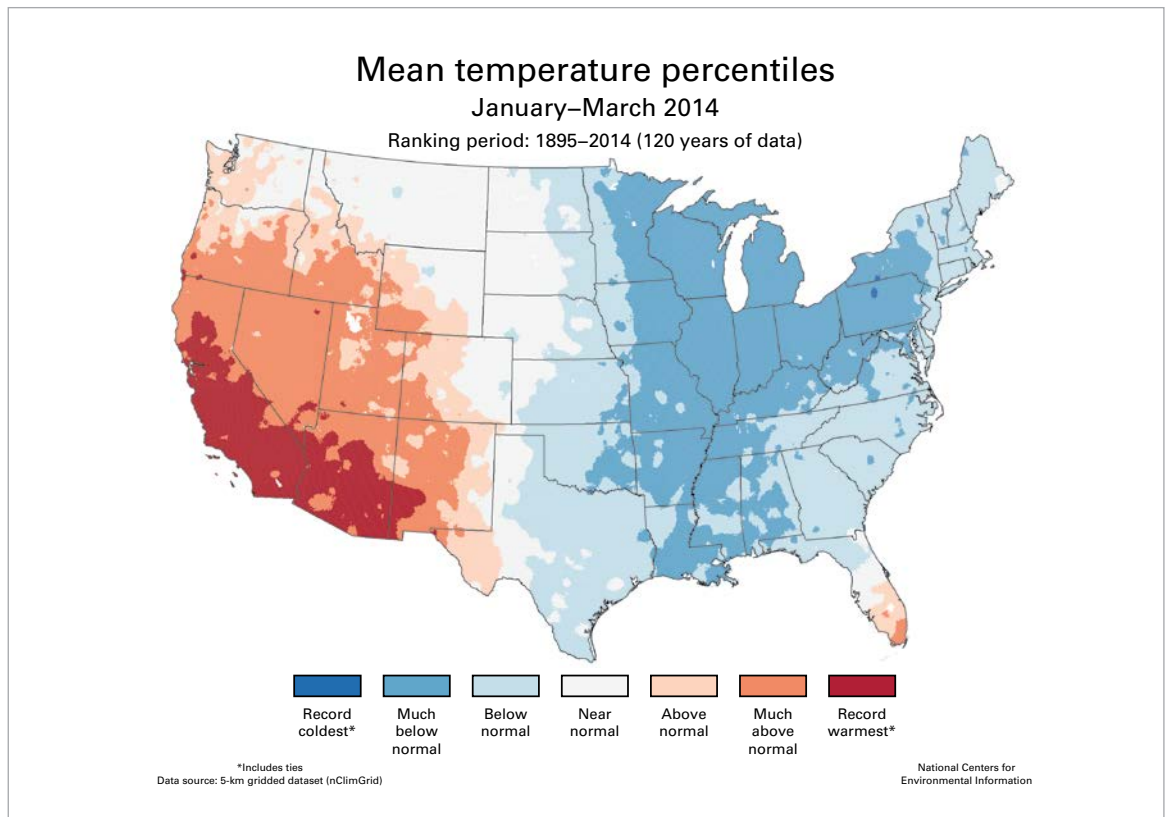 Mean temperature percentiles
January–March 2014
Ranking period: 1895–2014 (120 years of data)
Record
coldest*
Much
below
normal
Below
normal
Near
normal
Above
normal
Much
above
normal
Record
warmest*
*Includes ties
Data source: 5-km gridded dataset (nClimGrid)
National Centers for
Environmental Information